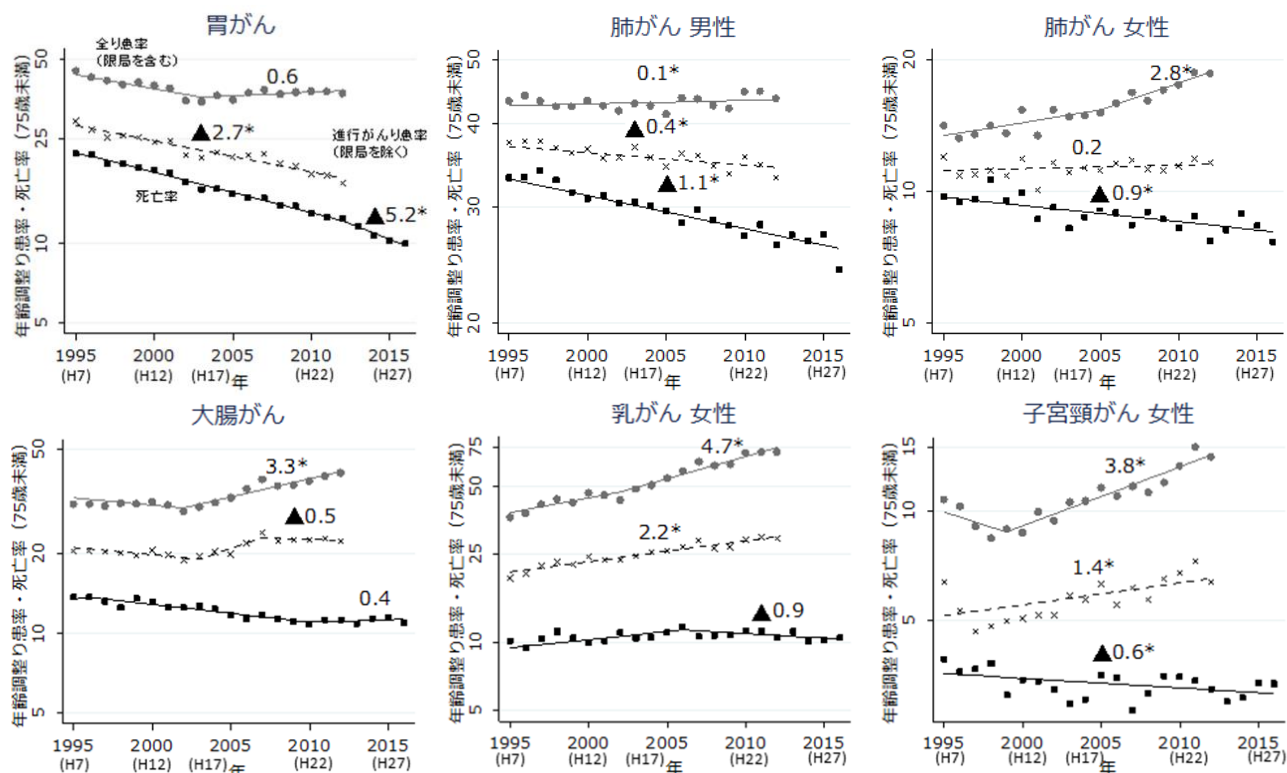 胃がん
年齢調整り患率・死亡率（75歳未満）
50
25
10
5
全り患率
（限局を含む）
0.6
▲2.7*
進行がんり患率
（限局を除く）
死亡率
▲5.2*
1995 2000 2005 2010 2015
(H7) (H12) (H17) 年 (H22) (H27)
肺がん 男性
年齢調整り患率・死亡率（75歳未満）
50
40
30
20
0.1*
▲0.4*
▲1.1*
1995 2000 2005 2010 2015
(H7) (H12) (H17) 年 (H22) (H27)
肺がん 女性
年齢調整り患率・死亡率（75歳未満）
20
10
5
2.8*
0.2
▲0.9*
1995 2000 2005 2010 2015
(H7) (H12) (H17) 年 (H22) (H27)
大腸がん
年齢調整り患率・死亡率（75歳未満）
50
20
10
5
3.3*
▲0.5
0.4
1995 2000 2005 2010 2015
(H7) (H12) (H17) 年 (H22) (H27)
乳がん 女性
年齢調整り患率・死亡率（75歳未満）
75
50
25
10
5
4.7*
2.2*
▲0.9
1995 2000 2005 2010 2015
(H7) (H12) (H17) 年 (H22) (H27)
子宮頸がん 女性
年齢調整り患率・死亡率（75歳未満）
15
10
5
3.8*
1.4*
▲0.6*
1995 2000 2005 2010 2015
(H7) (H12) (H17) 年 (H22) (H27)